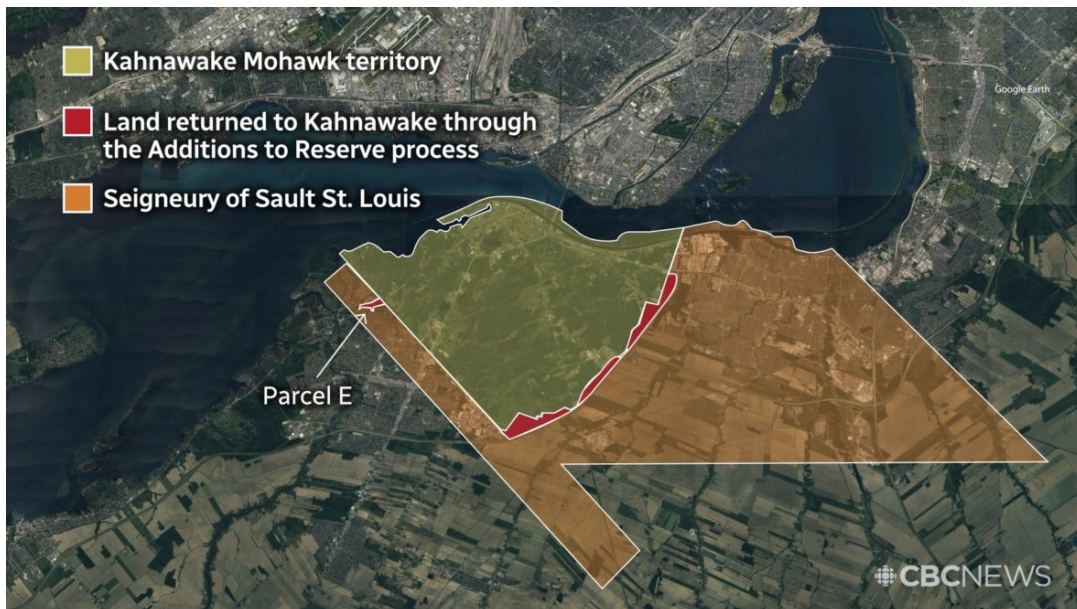 Kahnawake Mohawk territory
Google Earth
Land returned to Kahnawake through
the Additions to Reserve process
Seigneury of Sault St. Louis
Parcel E
CBCNEWS